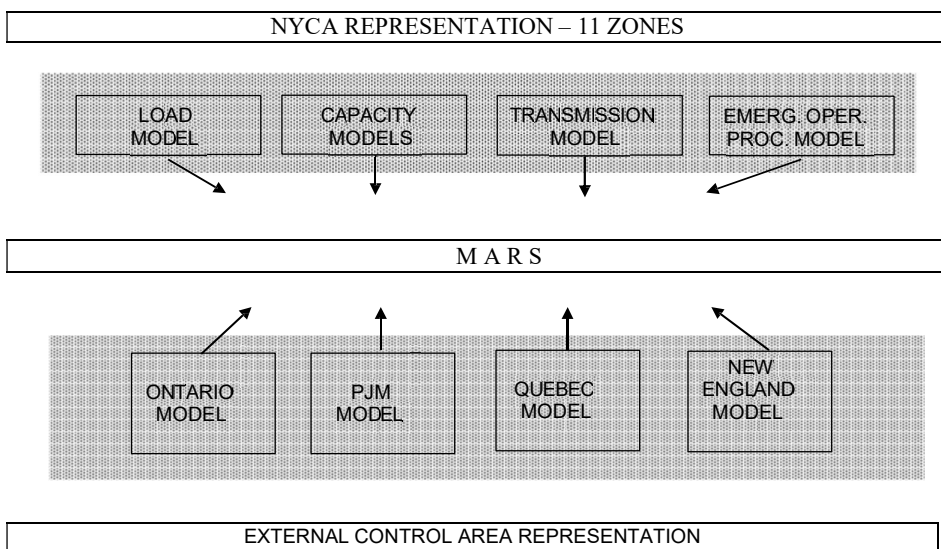 NYCA REPRESENTATION – 11 ZONES
LOAD
MODEL
CAPACITY
MODELS
TRANSMISSION
MODEL
EMERG. OPER.
PROC. MODEL
M A R S
ONTARIO
MODEL
PJM
MODEL
QUEBEC
MODEL
NEW
ENGLAND
MODEL
EXTERNAL CONTROL AREA REPRESENTATION